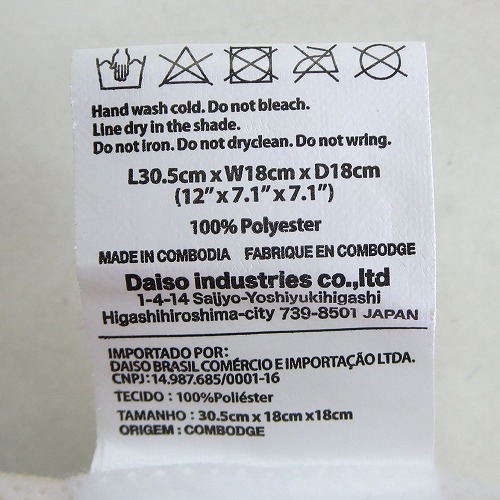 Hand wash cold. Do not bleach.
Line dry in the shade.
Do not iron. Do not dryclean. Do not wring.
L30.5cm x W18cm x D18cm
(12" x 7.1" x 7.1")
100% Polyester
MADE IN COMBODIA FABRIQUE EN COMBODGE
Daiso industries co.,ltd
1-4-14 Saijyo-Yoshiyukihigashi
Higashihiroshima-city 739-8501 JAPAN
IMPORTADO POR:
DAISO BRASIL COMÉRCIO E IMPORTAÇÃO LTDA.
CNPJ: 14.987.685/0001-16
TECIDO : 100%Poliéster
TAMANHO : 30.5cm x 18cm x18cm
ORIGEM : COMBODGE